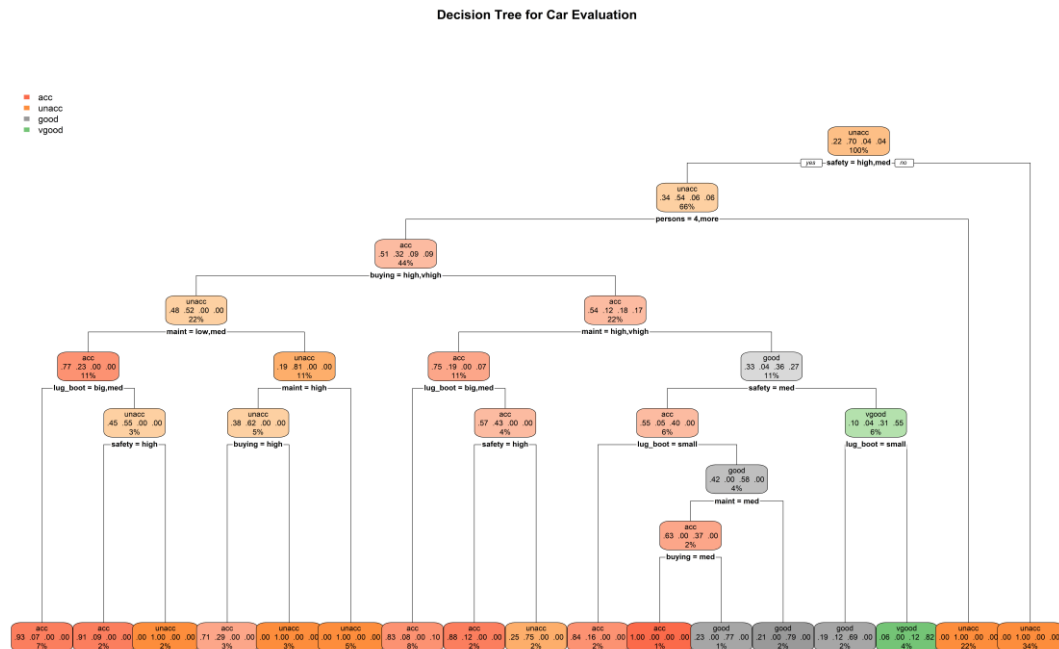 Decision Tree for Car Evaluation
acc
unacc
good
vgood
unacc
.22 .70 .04 .04
100%
yes safety = high,med no
unacc
.34 .54 .06 .06
66%
persons = 4,more
acc
.51 .32 .09 .09
44%
buying = high,vhigh
unacc
.48 .52 .00 .00
22%
maint = low,med
acc
.54 .12 .18 .17
22%
maint = high,vhigh
acc
.77 .23 .00 .00
11%
lug_boot = big,med
unacc
.19 .81 .00 .00
11%
maint = high
acc
.75 .19 .00 .07
11%
lug_boot = big,med
good
.33 .04 .36 .27
11%
safety = med
unacc
.45 .55 .00 .00
3%
safety = high
unacc
.38 .62 .00 .00
5%
buying = high
acc
.57 .43 .00 .00
4%
safety = high
acc
.55 .05 .40 .00
6%
lug_boot = small
vgood
.10 .04 .31 .55
6%
lug_boot = small
good
.42 .00 .58 .00
4%
maint = med
acc
.63 .00 .37 .00
2%
buying = med
acc
.93 .07 .00 .00
7%
acc
.91 .09 .00 .00
2%
unacc
.00 1.00 .00 .00
2%
acc
.71 .29 .00 .00
3%
unacc
.00 1.00 .00 .00
3%
unacc
.00 1.00 .00 .00
5%
acc
.83 .08 .00 .10
8%
acc
.88 .12 .00 .00
2%
unacc
.25 .75 .00 .00
2%
acc
.84 .16 .00 .00
2%
acc
1.00 .00 .00 .00
1%
good
.23 .00 .77 .00
1%
good
.21 .00 .79 .00
2%
good
.19 .12 .69 .00
2%
vgood
.06 .00 .12 .82
4%
unacc
.00 1.00 .00 .00
22%
unacc
.00 1.00 .00 .00
34%